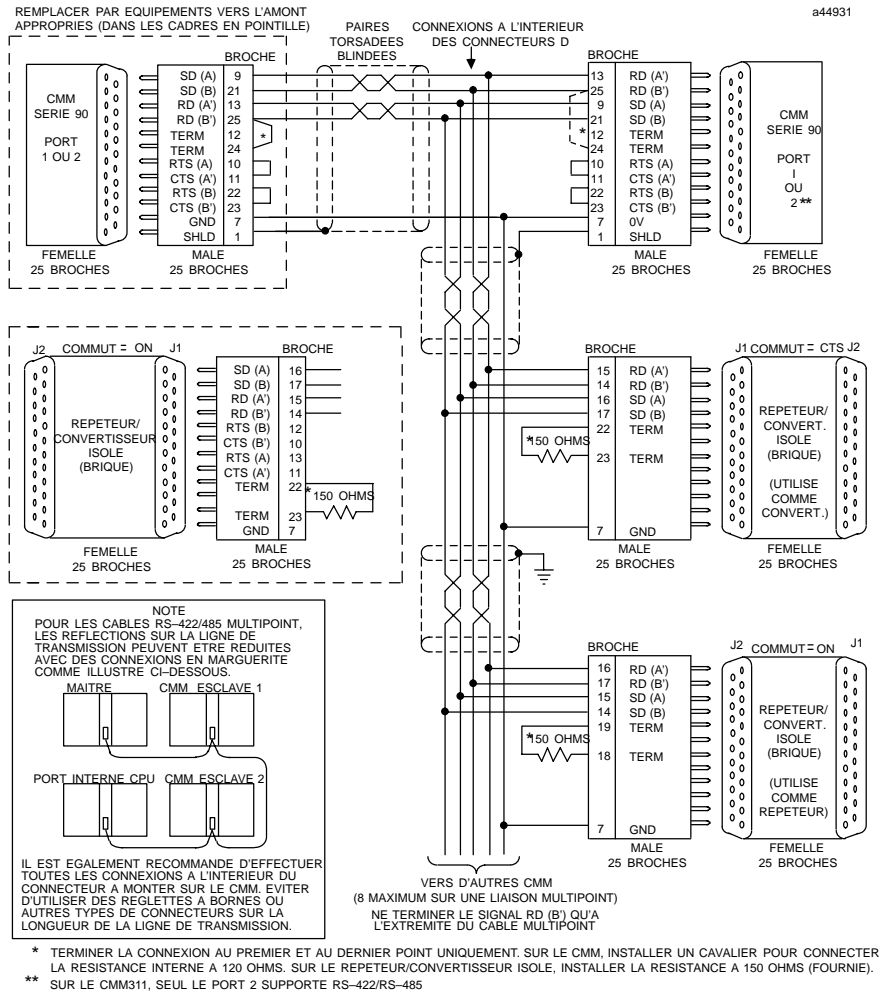 REMPLACER PAR EQUIPEMENTS VERS L'AMONT
APPROPRIES (DANS LES CADRES EN POINTILLE)
a44931
PAIRES
TORSADEES
BLINDEES
CONNEXIONS A L'INTERIEUR
DES CONNECTEURS D
BROCHE
CMM
SERIE 90
PORT
1 OU 2
SD (A) 9
SD (B) 21
RD (A') 13
RD (B') 25
TERM 12
TERM 24
RTS (A) 10
CTS (A') 11
RTS (B) 22
CTS (B') 23
GND 7
SHLD 1
*
FEMELLE
25 BROCHES
MALE
25 BROCHES
BROCHE
13 RD (A')
25 RD (B')
9 SD (A)
21 SD (B)
* 12 TERM
24 TERM
10 RTS (A)
11 CTS (A')
22 RTS (B)
23 CTS (B')
7 0V
1 SHLD
CMM
SERIE 90
PORT
I
OU
2 **
MALE
25 BROCHES
FEMELLE
25 BROCHES
J2 COMMUT = ON J1
BROCHE
REPETEUR/
CONVERTISSEUR
ISOLE
(BRIQUE)
SD (A) 16
SD (B) 17
RD (A') 15
RD (B') 14
RTS (B) 12
CTS (B') 10
RTS (A) 13
CTS (A') 11
TERM 22
TERM 23
GND 7
* 150 OHMS
FEMELLE
25 BROCHES
MALE
25 BROCHES
BROCHE
15 RD (A')
14 RD (B')
16 SD (A)
17 SD (B)
22 TERM
23 TERM
7 GND
*150 OHMS
J1 COMMUT = CTS J2
REPETEUR/
CONVERT.
ISOLE
(BRIQUE)
(UTILISE
COMME
CONVERT.)
MALE
25 BROCHES
FEMELLE
25 BROCHES
NOTE
POUR LES CABLES RS–422/485 MULTIPOINT,
LES REFLECTIONS SUR LA LIGNE DE
TRANSMISSION PEUVENT ETRE REDUITES
AVEC DES CONNEXIONS EN MARGUERITE
COMME ILLUSTRE CI–DESSOUS.
MAITRE CMM ESCLAVE 1
PORT INTERNE CPU CMM ESCLAVE 2
IL EST EGALEMENT RECOMMANDE D'EFFECTUER
TOUTES LES CONNEXIONS A L'INTERIEUR DU
CONNECTEUR A MONTER SUR LE CMM. EVITER
D'UTILISER DES REGLETTES A BORNES OU
AUTRES TYPES DE CONNECTEURS SUR LA
LONGUEUR DE LA LIGNE DE TRANSMISSION.
BROCHE
16 RD (A')
17 RD (B')
15 SD (A)
14 SD (B)
19 TERM
18 TERM
7 GND
*150 OHMS
J2 COMMUT = ON J1
REPETEUR/
CONVERT.
ISOLE
(BRIQUE)
(UTILISE
COMME
REPETEUR)
MALE
25 BROCHES
FEMELLE
25 BROCHES
VERS D'AUTRES CMM
(8 MAXIMUM SUR UNE LIAISON MULTIPOINT)
NE TERMINER LE SIGNAL RD (B') QU'A
L'EXTREMITE DU CABLE MULTIPOINT
* TERMINER LA CONNEXION AU PREMIER ET AU DERNIER POINT UNIQUEMENT. SUR LE CMM, INSTALLER UN CAVALIER POUR CONNECTER
LA RESISTANCE INTERNE A 120 OHMS. SUR LE REPETEUR/CONVERTISSEUR ISOLE, INSTALLER LA RESISTANCE A 150 OHMS (FOURNIE).
** SUR LE CMM311, SEUL LE PORT 2 SUPPORTE RS–422/RS–485